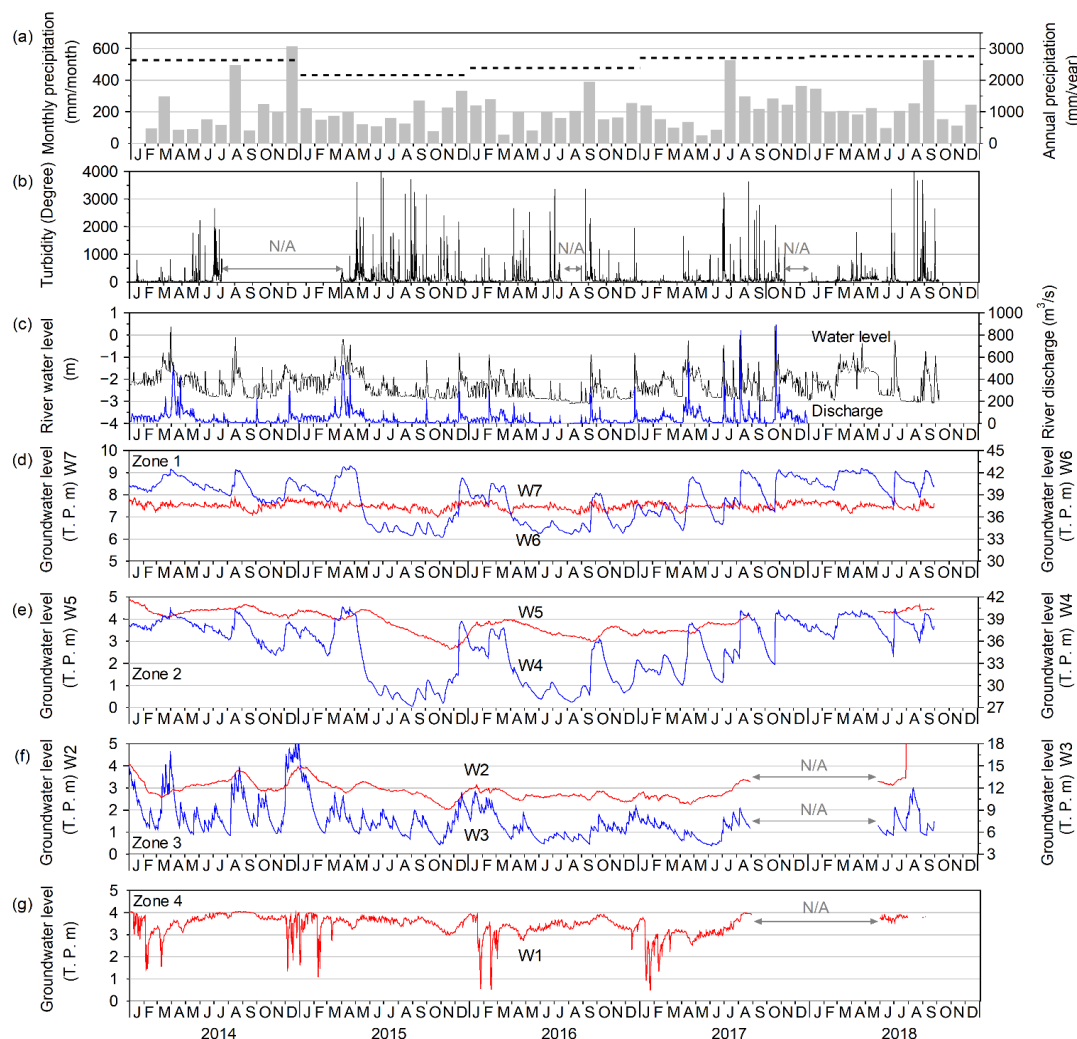 (a)
Monthly precipitation
(mm/month)
600
400
200
0
3000
2000
1000
0
Annual precipitation
(mm/year)
J F M A M J J A S O N D J F M A M J J A S O N D J F M A M J J A S O N D J F M A M J J A S O N D J F M A M J J A S O N D
(b)
Turbidity (Degree)
4000
3000
2000
1000
0
N/A
N/A
N/A
J F M A M J J A S O N D J F M A M J J A S O N D J F M A M J J A S O N D J F M A M J J A S O N D J F M A M J J A S O N D
(c)
River water level
(m)
1
0
−1
−2
−3
−4
Water level
Discharge
1000
800
600
400
200
0
River discharge (m³/s)
J F M A M J J A S O N D J F M A M J J A S O N D J F M A M J J A S O N D J F M A M J J A S O N D J F M A M J J A S O N D
(d)
Groundwater level
(T. P. m) W7
10
9
8
7
6
5
Zone 1
W7
W6
45
42
39
36
33
30
Groundwater level
(T. P. m) W6
J F M A M J J A S O N D J F M A M J J A S O N D J F M A M J J A S O N D J F M A M J J A S O N D J F M A M J J A S O N D
(e)
Groundwater level
(T. P. m) W5
5
4
3
2
1
0
Zone 2
W5
W4
42
39
36
33
30
27
Groundwater level
(T. P. m) W4
J F M A M J J A S O N D J F M A M J J A S O N D J F M A M J J A S O N D J F M A M J J A S O N D J F M A M J J A S O N D
(f)
Groundwater level
(T. P. m) W2
5
4
3
2
1
0
Zone 3
W2
W3
N/A
N/A
18
15
12
9
6
3
Groundwater level
(T. P. m) W3
J F M A M J J A S O N D J F M A M J J A S O N D J F M A M J J A S O N D J F M A M J J A S O N D J F M A M J J A S O N D
(g)
Groundwater level
(T. P. m)
5
4
3
2
1
0
Zone 4
W1
N/A
J F M A M J J A S O N D J F M A M J J A S O N D J F M A M J J A S O N D J F M A M J J A S O N D J F M A M J J A S O N D
2014 2015 2016 2017 2018